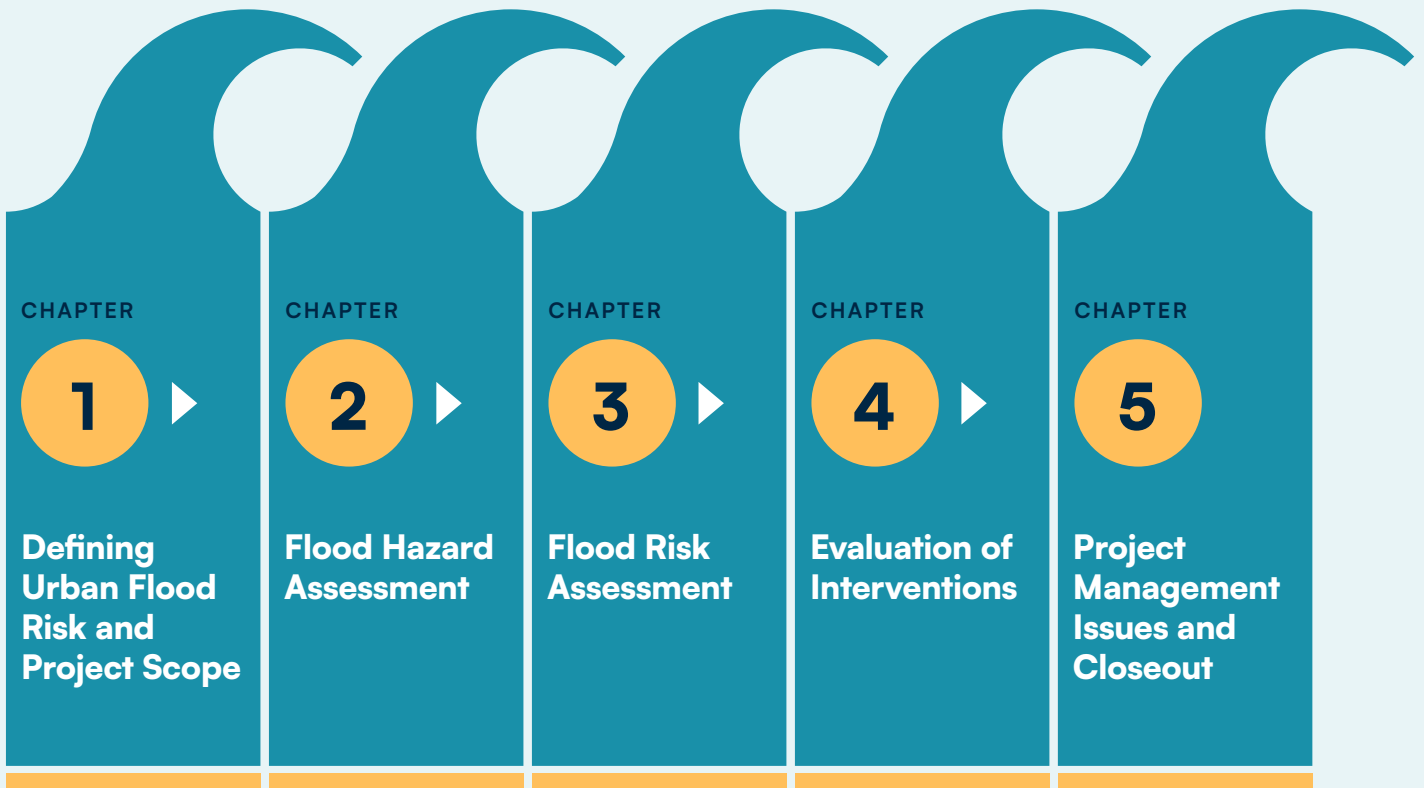 CHAPTER
1
Defining
Urban Flood
Risk and
Project Scope
CHAPTER
2
Flood Hazard
Assessment
CHAPTER
3
Flood Risk
Assessment
CHAPTER
4
Evaluation of
Interventions
CHAPTER
5
Project
Management
Issues and
Closeout